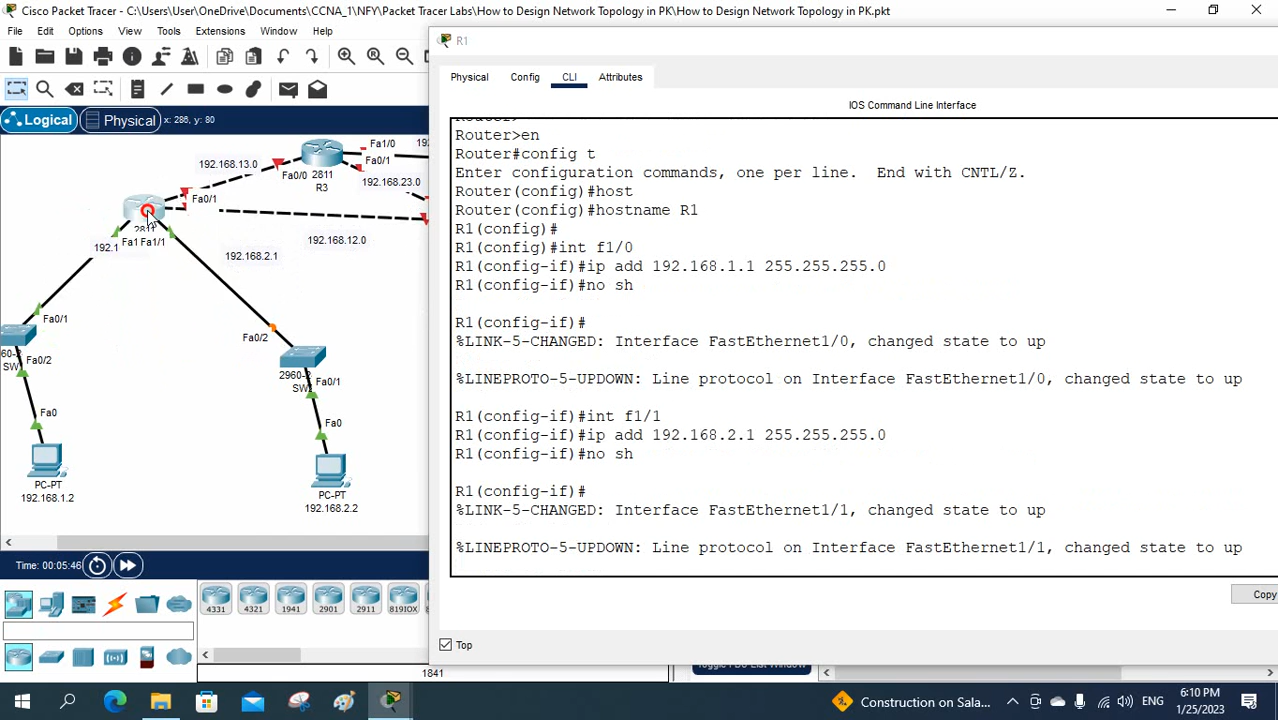 Cisco Packet Tracer - C:\Users\User\OneDrive\Documents\CCNA_1\NFY\Packet Tracer Labs\How to Design Network Topology in PK\How to Design Network Topology in PK.pkt
File Edit Options View Tools Extensions Window Help
R1
Physical Config CLI Attributes
IOS Command Line Interface
Logical Physical x: 286, y: 80
Router>en
Router#config t
Enter configuration commands, one per line. End with CNTL/Z.
Router(config)#host
Router(config)#hostname R1
R1(config)#
R1(config)#int f1/0
R1(config-if)#ip add 192.168.1.1 255.255.255.0
R1(config-if)#no sh
R1(config-if)#
%LINK-5-CHANGED: Interface FastEthernet1/0, changed state to up
%LINEPROTO-5-UPDOWN: Line protocol on Interface FastEthernet1/0, changed state to up
R1(config-if)#int f1/1
R1(config-if)#ip add 192.168.2.1 255.255.255.0
R1(config-if)#no sh
R1(config-if)#
%LINK-5-CHANGED: Interface FastEthernet1/1, changed state to up
%LINEPROTO-5-UPDOWN: Line protocol on Interface FastEthernet1/1, changed state to up
Copy
Top
Fa1/0
192.168.13.0
Fa0/0
2811
R3
192.168.23.0
Fa0/1
Fa1/1
192.1
192.168.12.0
192.168.2.1
Fa0/1
Fa0/2
60-2
SW
Fa0/2
2960-2
SW
Fa0/1
Fa0
Fa0
PC-PT
192.168.1.2
PC-PT
192.168.2.2
Time: 00:05:46
4331 4321 1941 2901 2911 819IOX
1841
Construction on Sala...
ENG
6:10 PM
1/25/2023